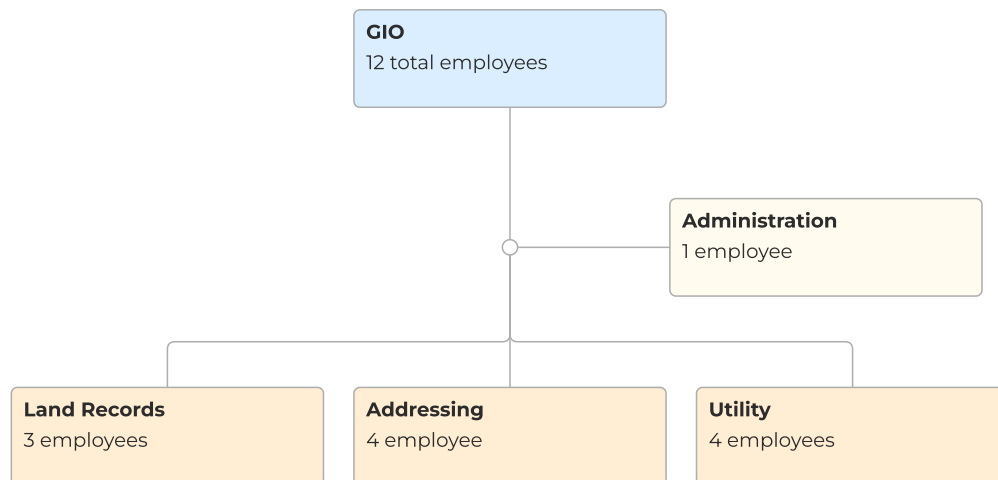 GIO
12 total employees
Administration
1 employee
Land Records
3 employees
Addressing
4 employee
Utility
4 employees